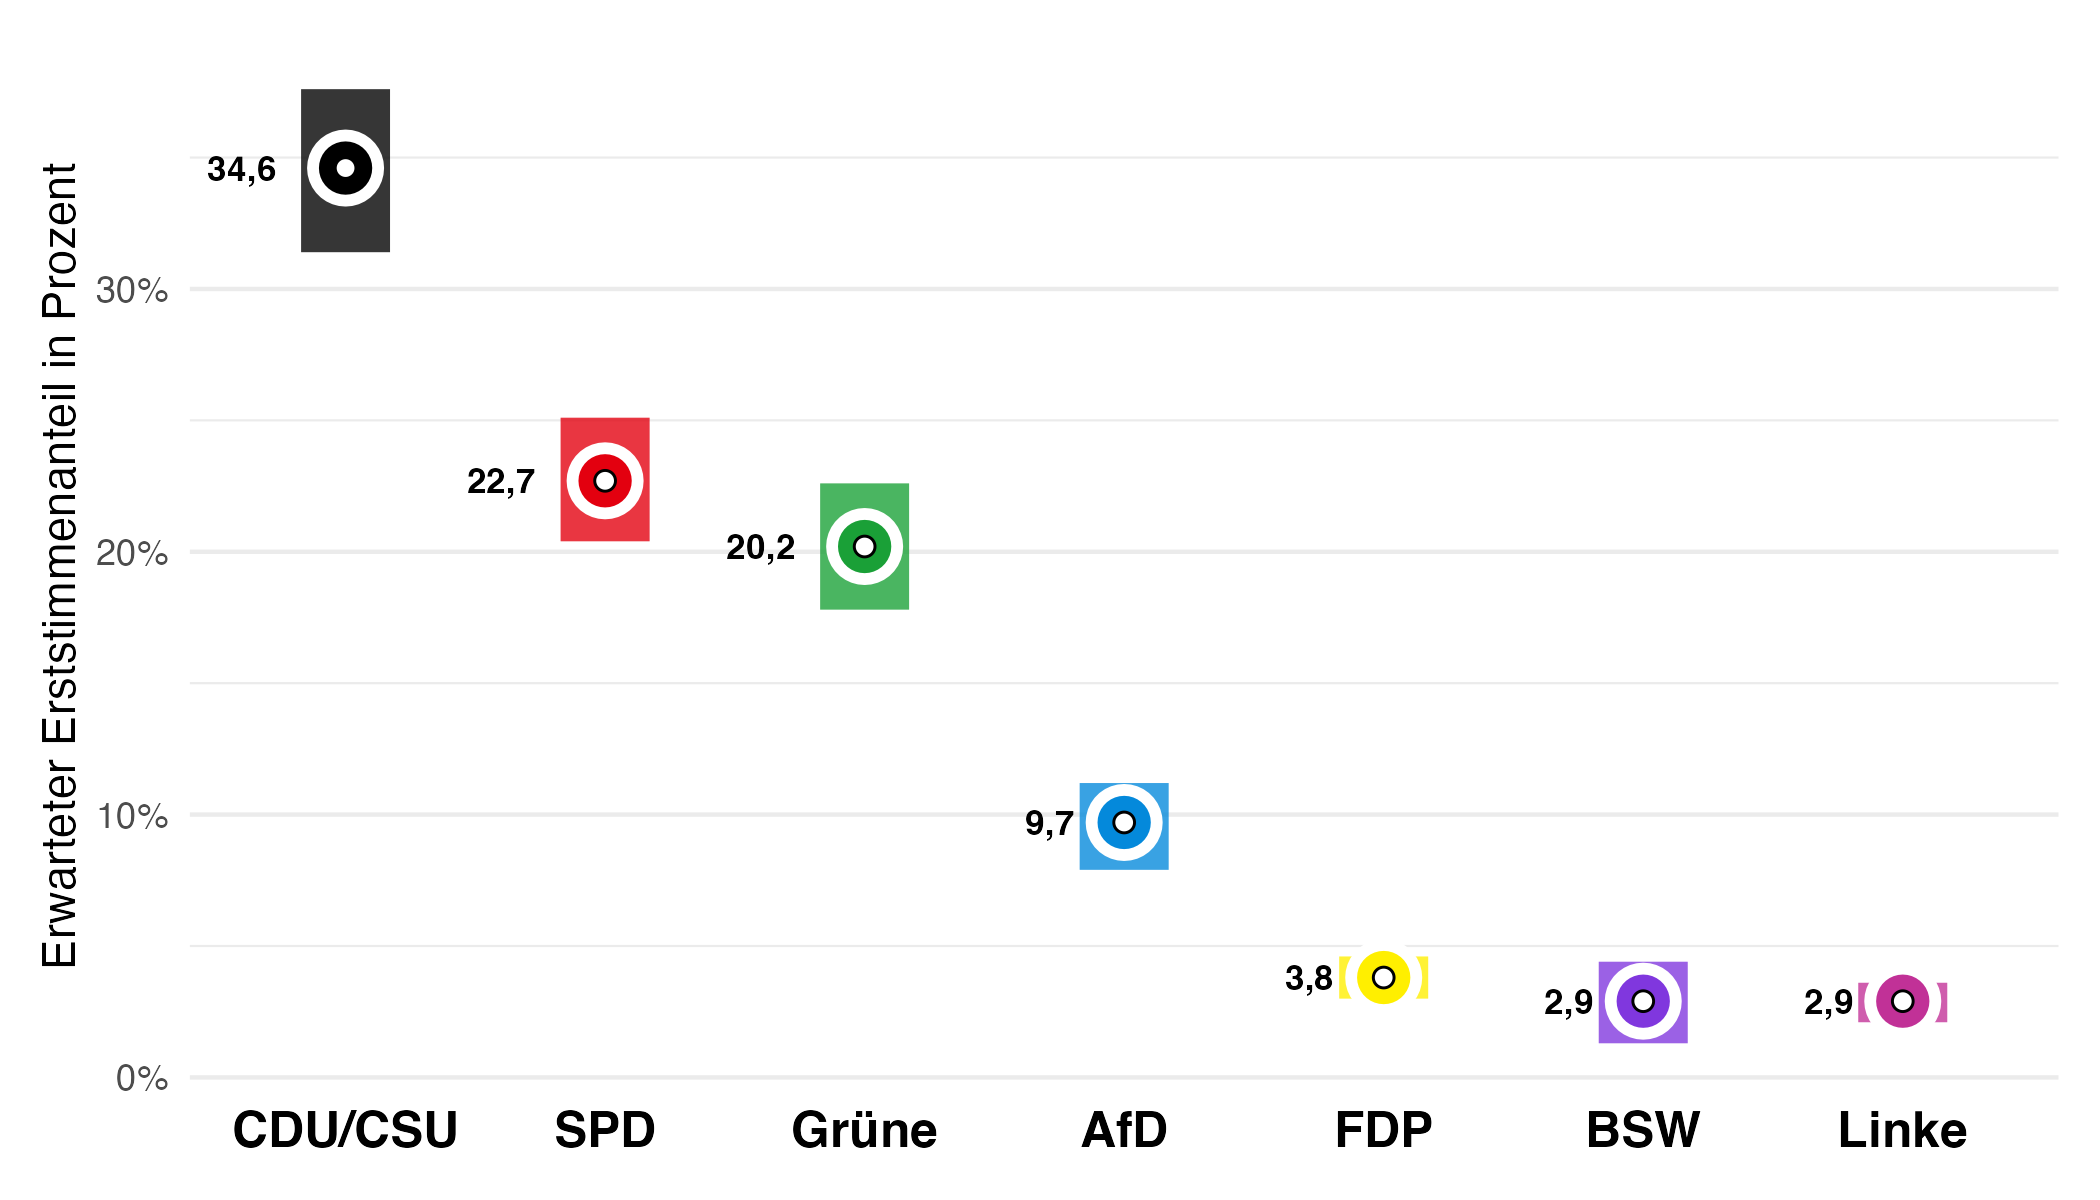 Erwarteter Erststimmenanteil in Prozent
30%
20%
10%
0%
34,6
22,7
20,2
9,7
3,8
2,9
2,9
CDU/CSU
SPD
Grüne
AfD
FDP
BSW
Linke